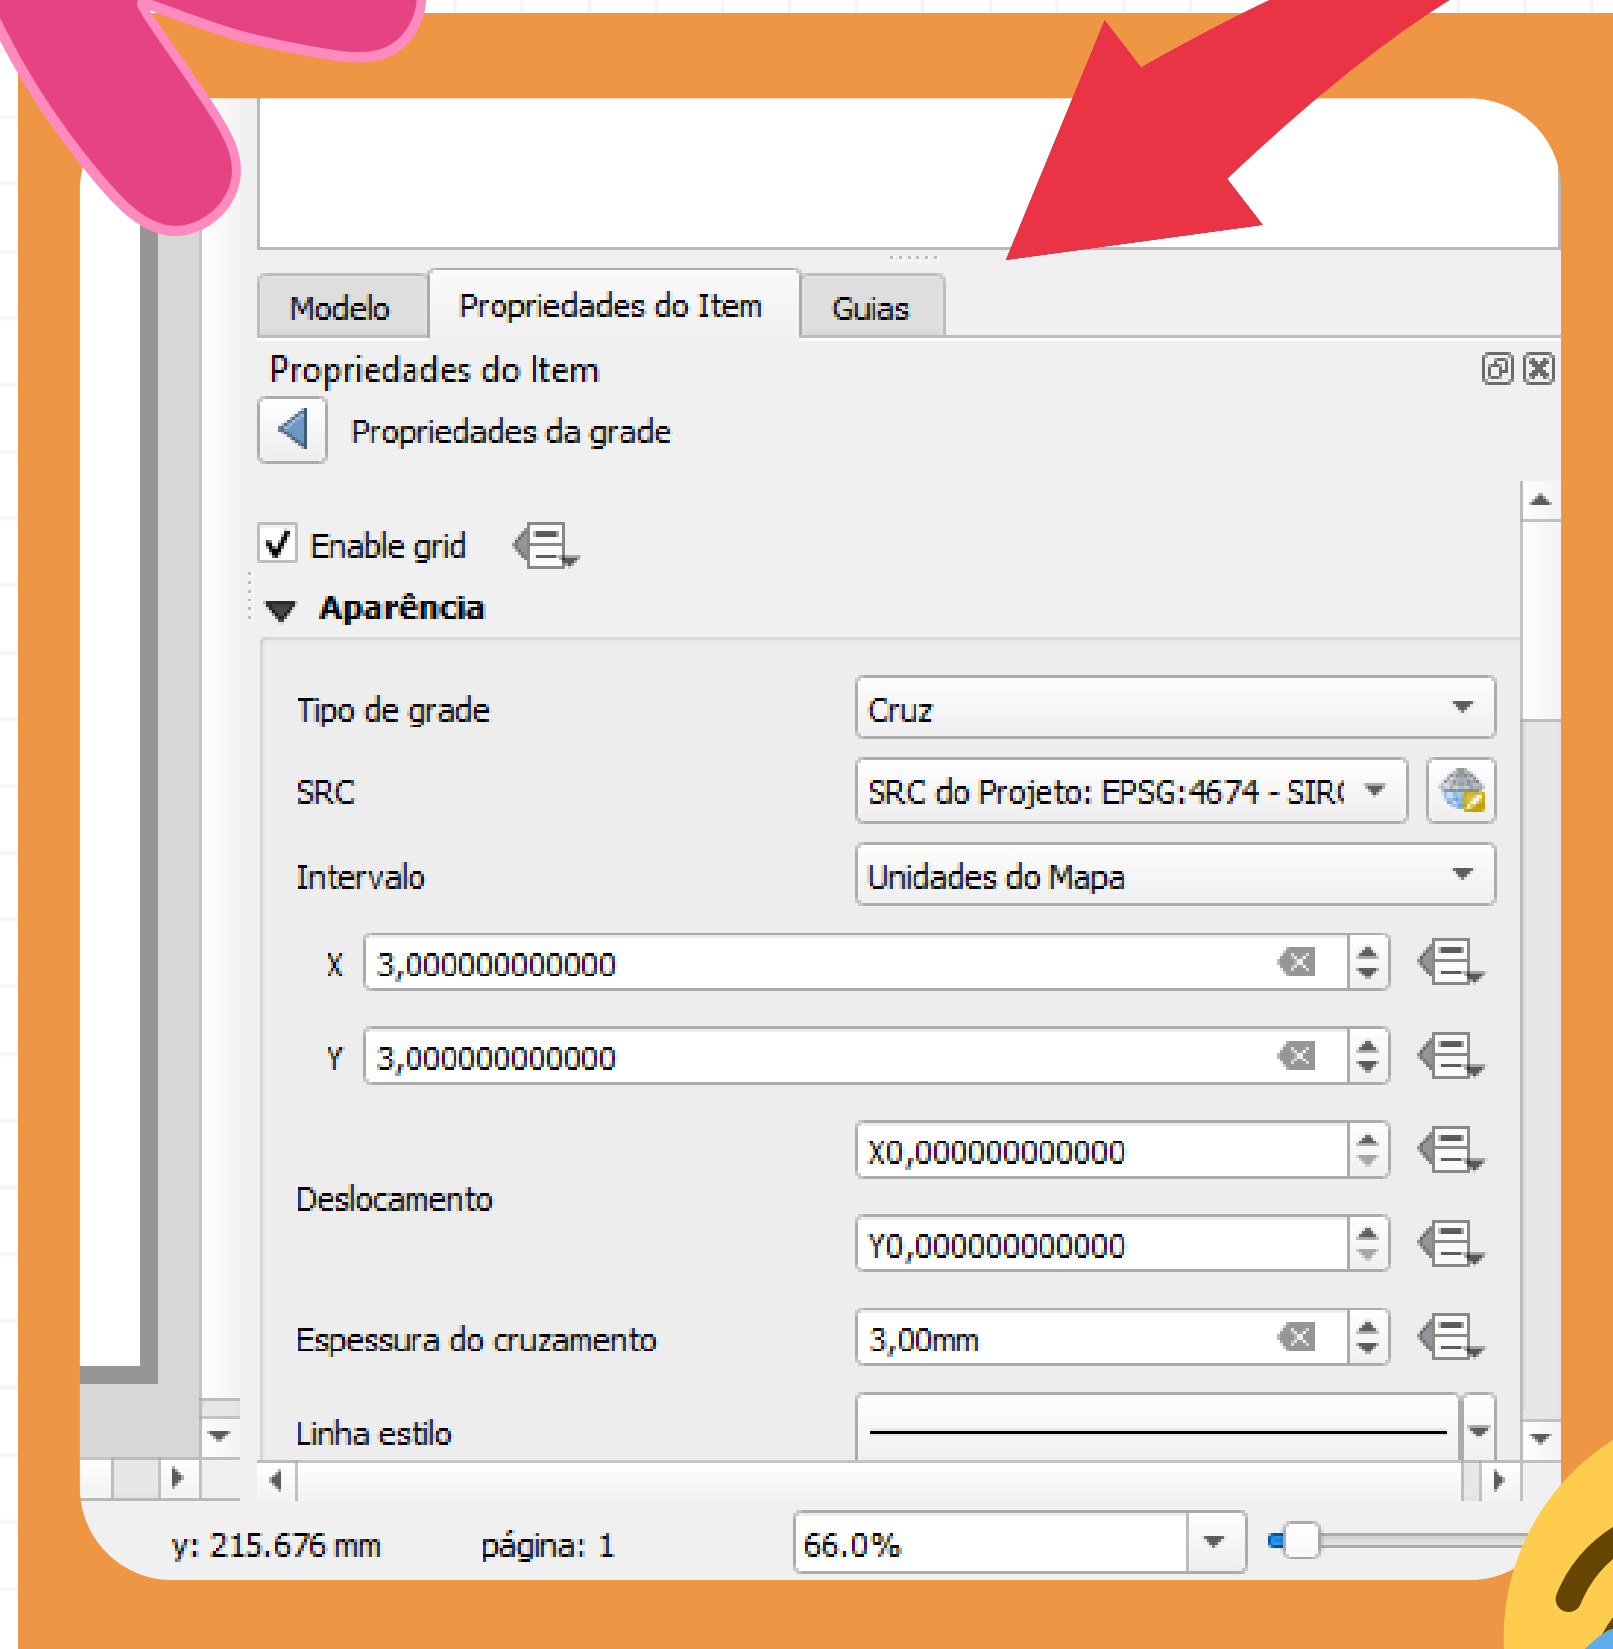 Modelo Propriedades do Item Guias
Propriedades do Item
Propriedades da grade
Enable grid
Aparência
Tipo de grade Cruz
SRC SRC do Projeto: EPSG:4674 - SIRG
Intervalo Unidades do Mapa
X 3,000000000000
Y 3,000000000000
X0,000000000000
Deslocamento
Y0,000000000000
Espessura do cruzamento 3,00mm
Linha estilo
y: 215.676 mm página: 1 66.0%